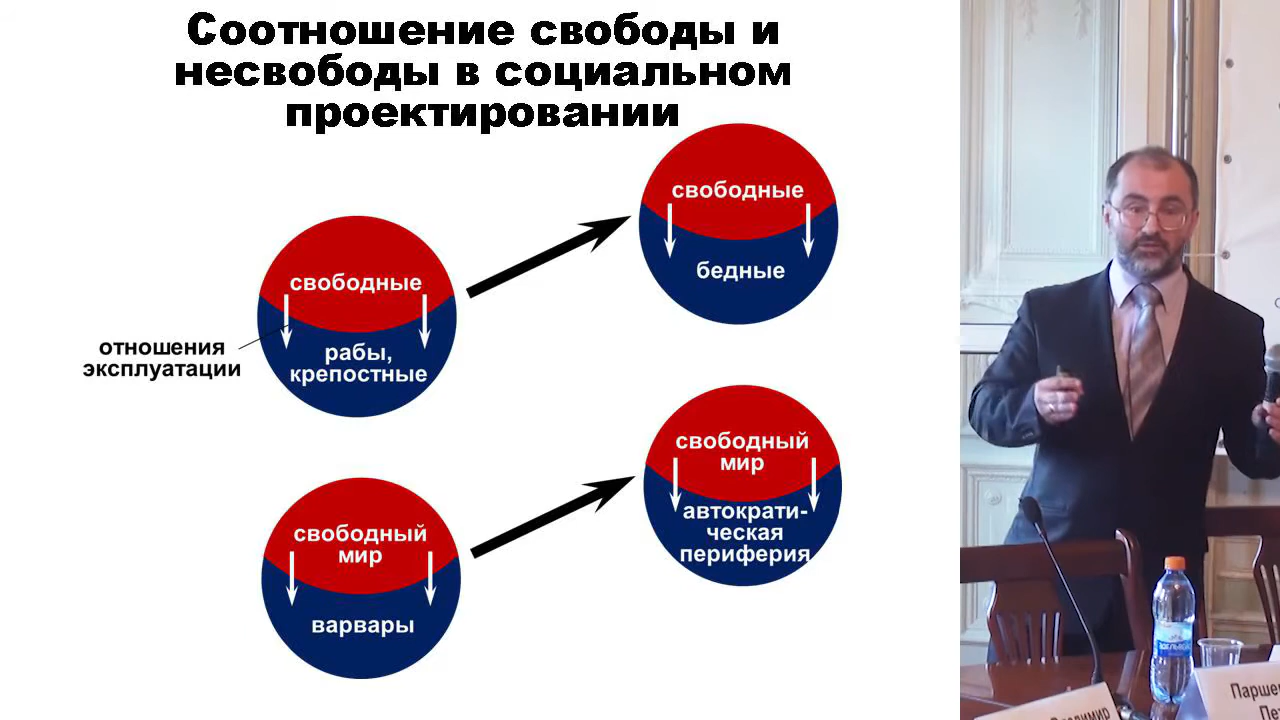 Соотношение свободы и
несвободы в социальном
проектировании
свободные
бедные
свободные
рабы,
крепостные
отношения
эксплуатации
свободный
мир
автократи-
ческая
периферия
свободный
мир
варвары
Владимир